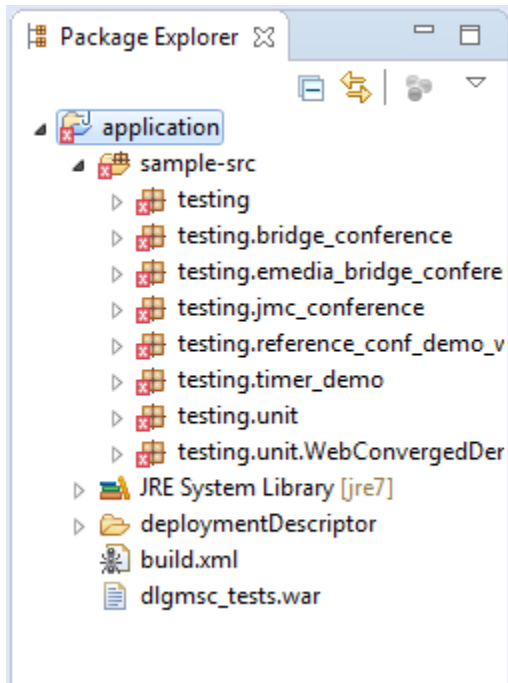 Package Explorer
application
sample-src
testing
testing.bridge_conference
testing.emedia_bridge_confere
testing.jmc_conference
testing.reference_conf_demo_v
testing.timer_demo
testing.unit
testing.unit.WebConvergedDer
JRE System Library [jre7]
deploymentDescriptor
build.xml
dlgmsc_tests.war